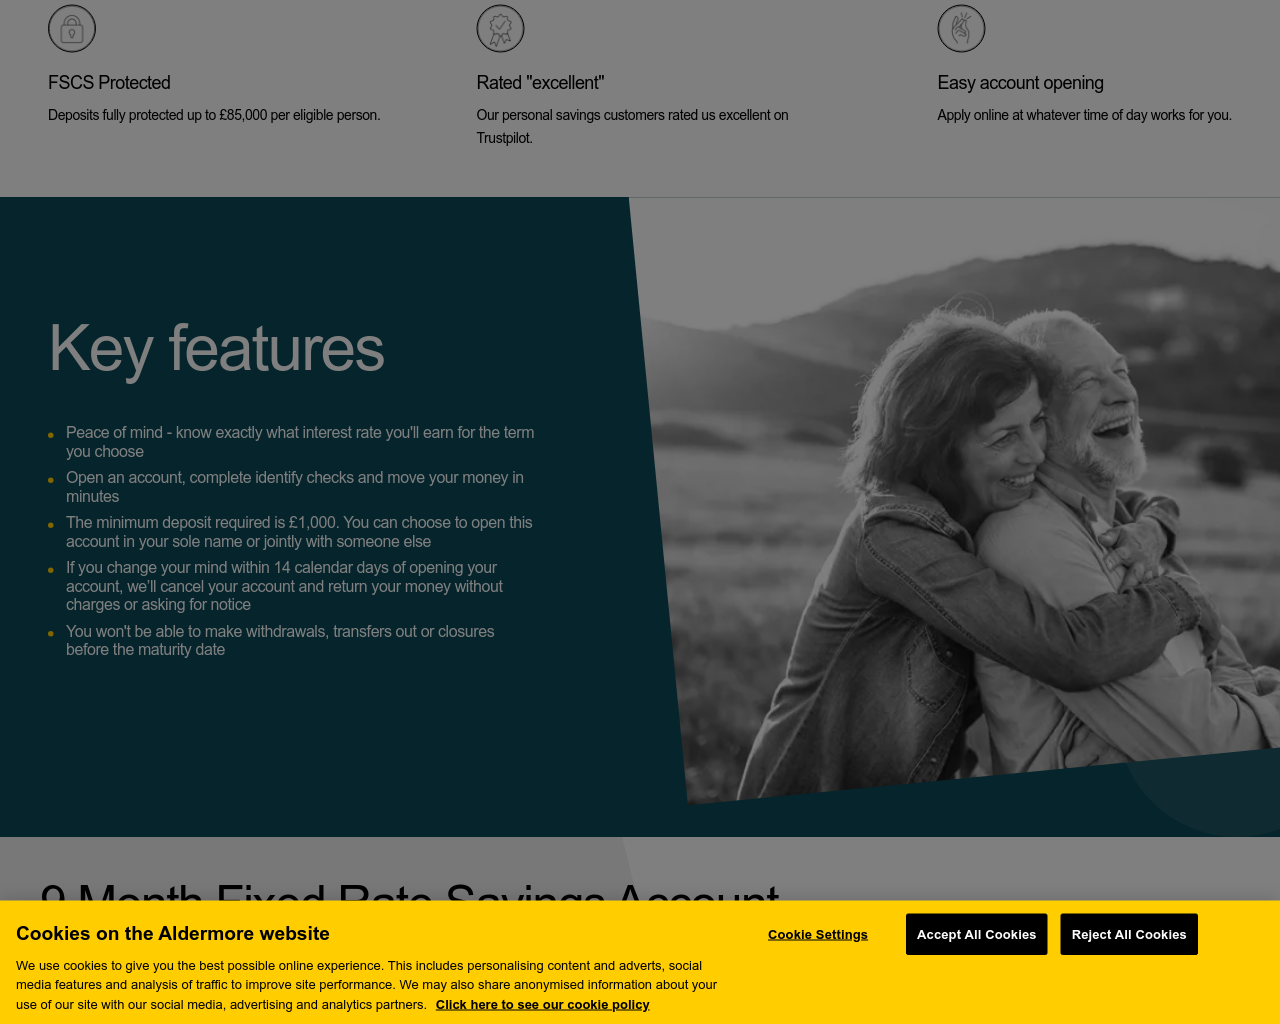 FSCS Protected
Deposits fully protected up to £85,000 per eligible person.
Rated "excellent"
Our personal savings customers rated us excellent on
Trustpilot.
Easy account opening
Apply online at whatever time of day works for you.
Key features
Peace of mind - know exactly what interest rate you'll earn for the term
you choose
Open an account, complete identify checks and move your money in
minutes
The minimum deposit required is £1,000. You can choose to open this
account in your sole name or jointly with someone else
If you change your mind within 14 calendar days of opening your
account, we’ll cancel your account and return your money without
charges or asking for notice
You won't be able to make withdrawals, transfers out or closures
before the maturity date
9 Month Fixed Rate Savings Account
Cookies on the Aldermore website
We use cookies to give you the best possible online experience. This includes personalising content and adverts, social
media features and analysis of traffic to improve site performance. We may also share anonymised information about your
use of our site with our social media, advertising and analytics partners. Click here to see our cookie policy
Cookie Settings
Accept All Cookies
Reject All Cookies